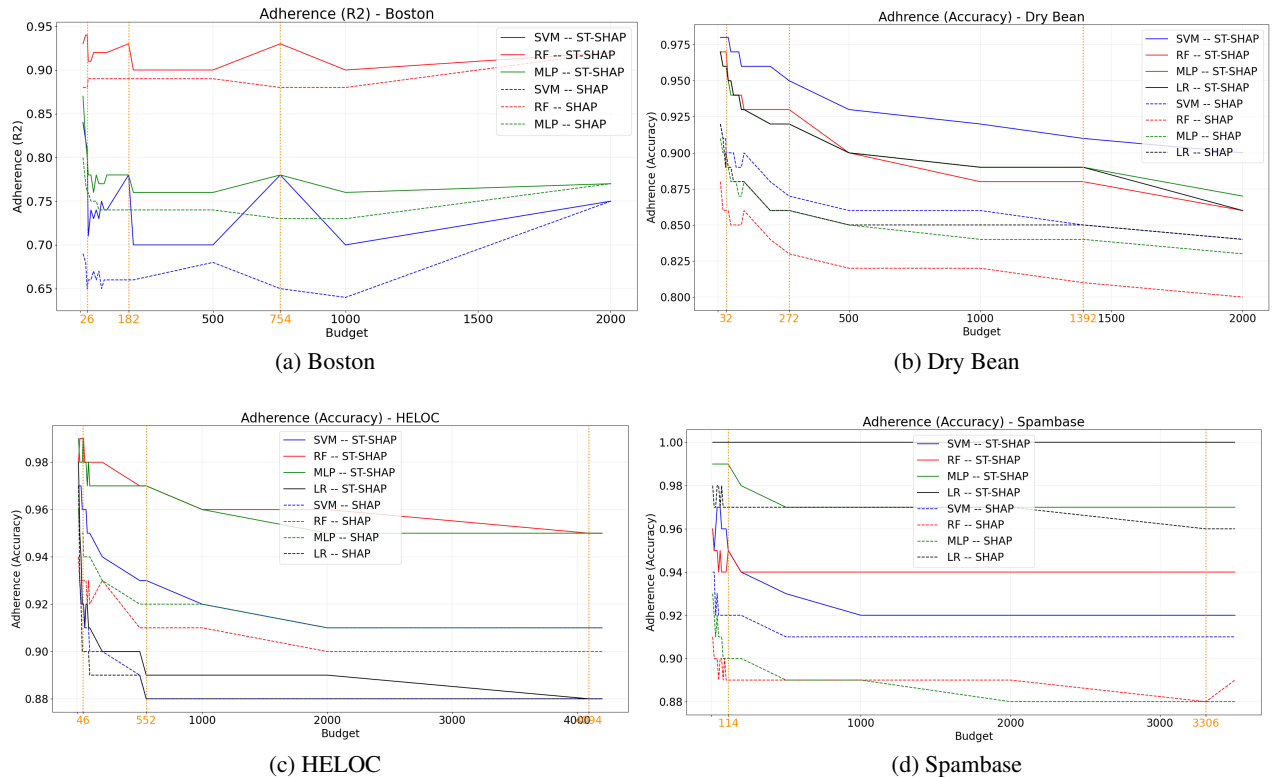 Adherence (R2) - Boston
Adherence (R2)
0.95
0.90
0.85
0.80
0.75
0.70
0.65
SVM -- ST-SHAP
RF -- ST-SHAP
MLP -- ST-SHAP
SVM -- SHAP
RF -- SHAP
MLP -- SHAP
26 182 500 754 1000 1500 2000
Budget
(a) Boston
Adhrence (Accuracy) - Dry Bean
Adhrence (Accuracy)
0.975
0.950
0.925
0.900
0.875
0.850
0.825
0.800
SVM -- ST-SHAP
RF -- ST-SHAP
MLP -- ST-SHAP
LR -- ST-SHAP
SVM -- SHAP
RF -- SHAP
MLP -- SHAP
LR -- SHAP
32 272 500 1000 1392 1500 2000
Budget
(b) Dry Bean
Adherence (Accuracy) - HELOC
Adherence (Accuracy)
0.98
0.96
0.94
0.92
0.90
0.88
SVM -- ST-SHAP
RF -- ST-SHAP
MLP -- ST-SHAP
LR -- ST-SHAP
SVM -- SHAP
RF -- SHAP
MLP -- SHAP
LR -- SHAP
46 552 1000 2000 3000 4000
Budget
(c) HELOC
Adherence (Accuracy) - Spambase
Adherence (Accuracy)
1.00
0.98
0.96
0.94
0.92
0.90
0.88
SVM -- ST-SHAP
RF -- ST-SHAP
MLP -- ST-SHAP
LR -- ST-SHAP
SVM -- SHAP
RF -- SHAP
MLP -- SHAP
LR -- SHAP
114 1000 2000 3000 3306
Budget
(d) Spambase